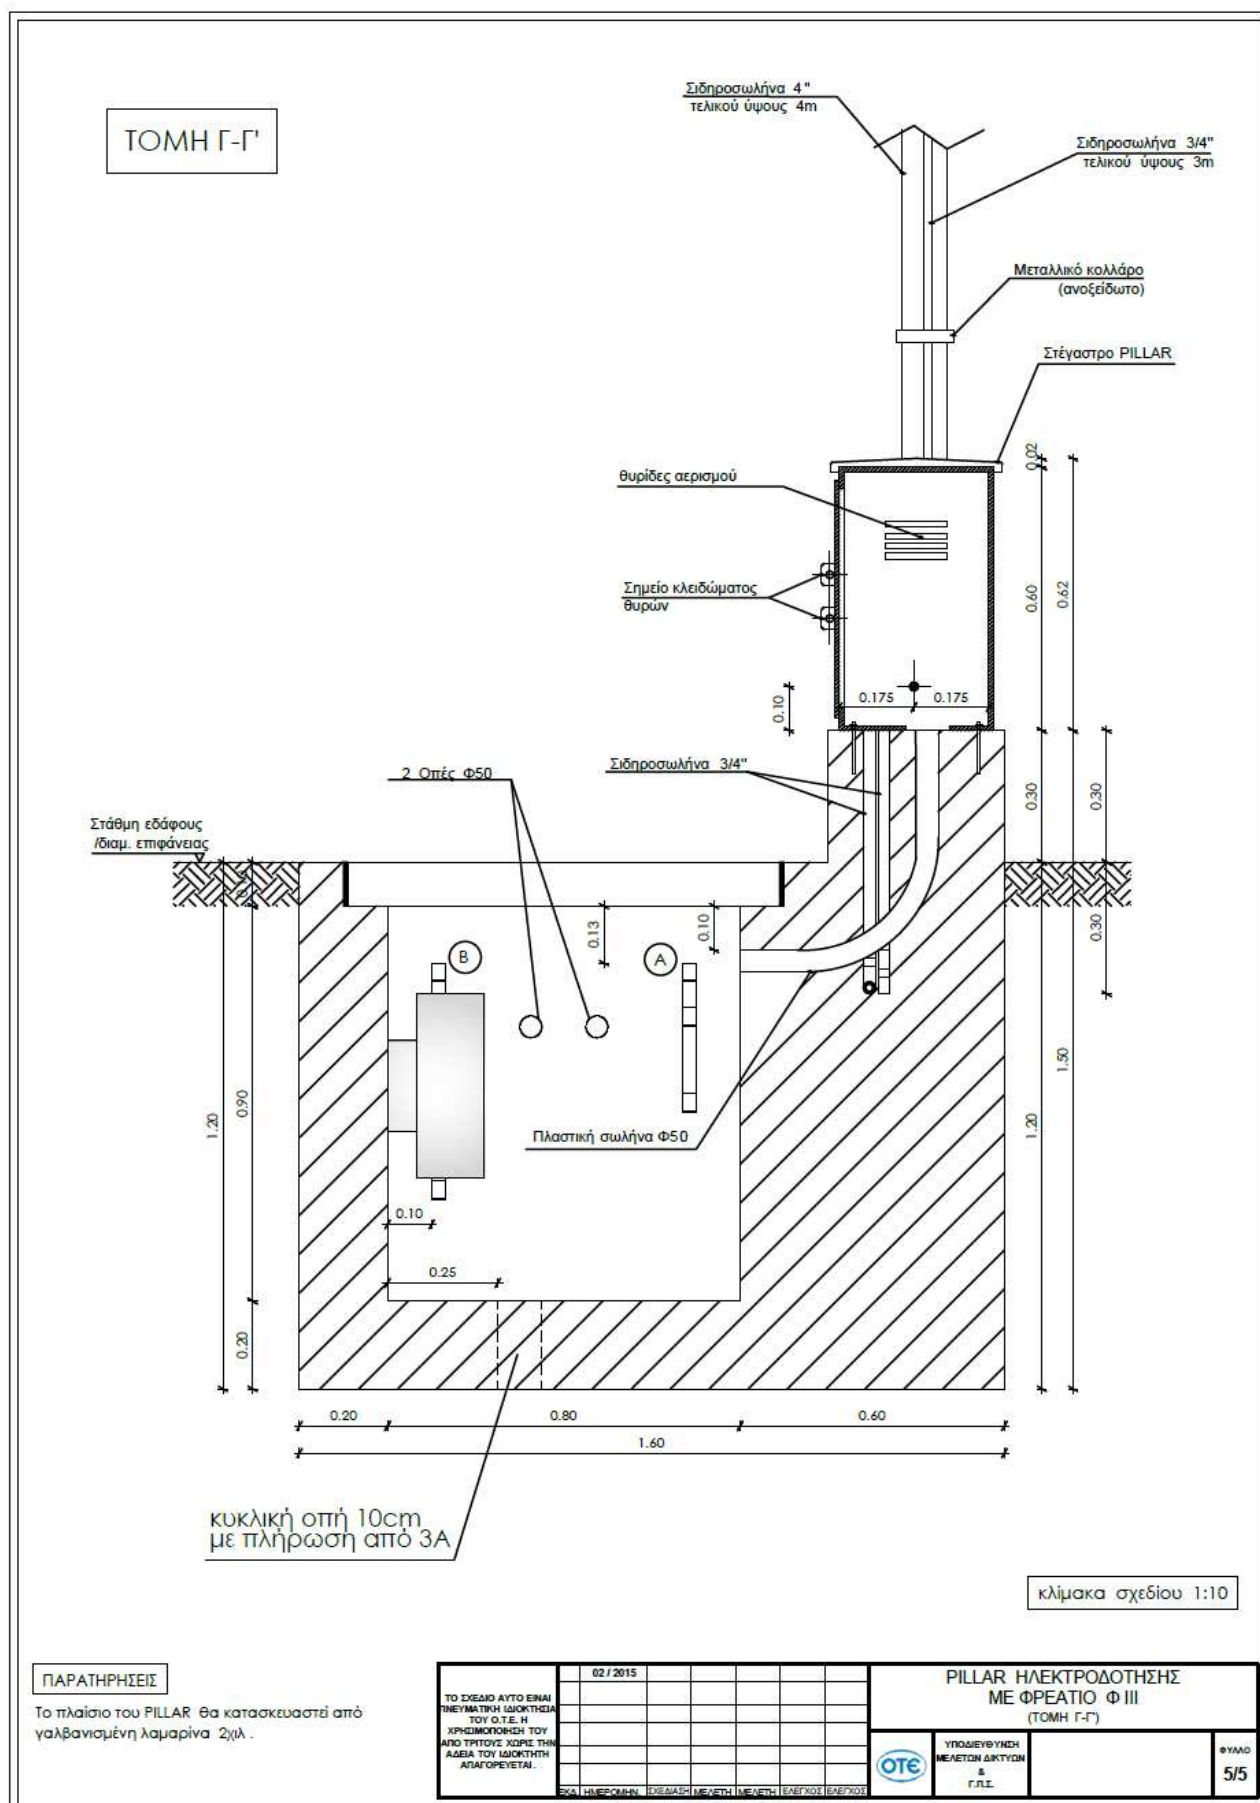 ΤΟΜΗ Γ-Γ'
Σιδηροσωλήνα 4"
τελικού ύψους 4m
Σιδηροσωλήνα 3/4"
τελικού ύψους 3m
Μεταλλικό κολλάρο
(ανοξείδωτο)
Στέγαστρο PILLAR
θυρίδες αερισμού
Σημείο κλειδώματος
θυρών
0.02
0.60
0.62
0.10
0.175
0.175
2 Οπές Φ50
Σιδηροσωλήνα 3/4"
0.30
0.30
Στάθμη εδάφους
/διαμ. επιφάνειας
0.13
0.10
0.30
B
A
1.20
0.90
1.20
1.50
Πλαστική σωλήνα Φ50
0.10
0.25
0.20
0.20
0.80
0.60
1.60
κυκλική οπή 10cm
με πλήρωση από 3Α
κλίμακα σχεδίου 1:10
ΠΑΡΑΤΗΡΗΣΕΙΣ
Το πλαίσιο του PILLAR θα κατασκευαστεί από
γαλβανισμένη λαμαρίνα 2χιλ .
ΤΟ ΣΧΕΔΙΟ ΑΥΤΟ ΕΙΝΑΙ
ΠΝΕΥΜΑΤΙΚΗ ΙΔΙΟΚΤΗΣΙΑ
ΤΟΥ Ο.Τ.Ε. Η
ΧΡΗΣΙΜΟΠΟΙΗΣΗ ΤΟΥ
ΑΠΟ ΤΡΙΤΟΥΣ ΧΩΡΙΣ ΤΗΝ
ΑΔΕΙΑ ΤΟΥ ΙΔΙΟΚΤΗΤΗ
ΑΠΑΓΟΡΕΥΕΤΑΙ.
02 / 2015
ΕΚΔ. ΗΜΕΡΟΜΗΝ. ΣΧΕΔΙΑΣΗ ΜΕΛΕΤΗ ΜΕΛΕΤΗ ΕΛΕΓΧΟΣ ΕΛΕΓΧΟΣ
PILLAR ΗΛΕΚΤΡΟΔΟΤΗΣΗΣ
ΜΕ ΦΡΕΑΤΙΟ Φ ΙΙΙ
(ΤΟΜΗ Γ-Γ')
ΟΤΕ
ΥΠΟΔΙΕΥΘΥΝΣΗ
ΜΕΛΕΤΩΝ ΔΙΚΤΥΩΝ
&
Γ.Π.Σ.
ΦΥΛΛΟ
5/5